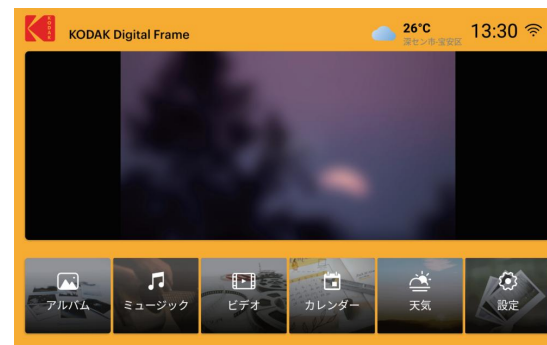 KODAK
KODAK Digital Frame
26°C
深セン市-宝安区
13:30
アルバム
ミュージック
ビデオ
カレンダー
天気
設定